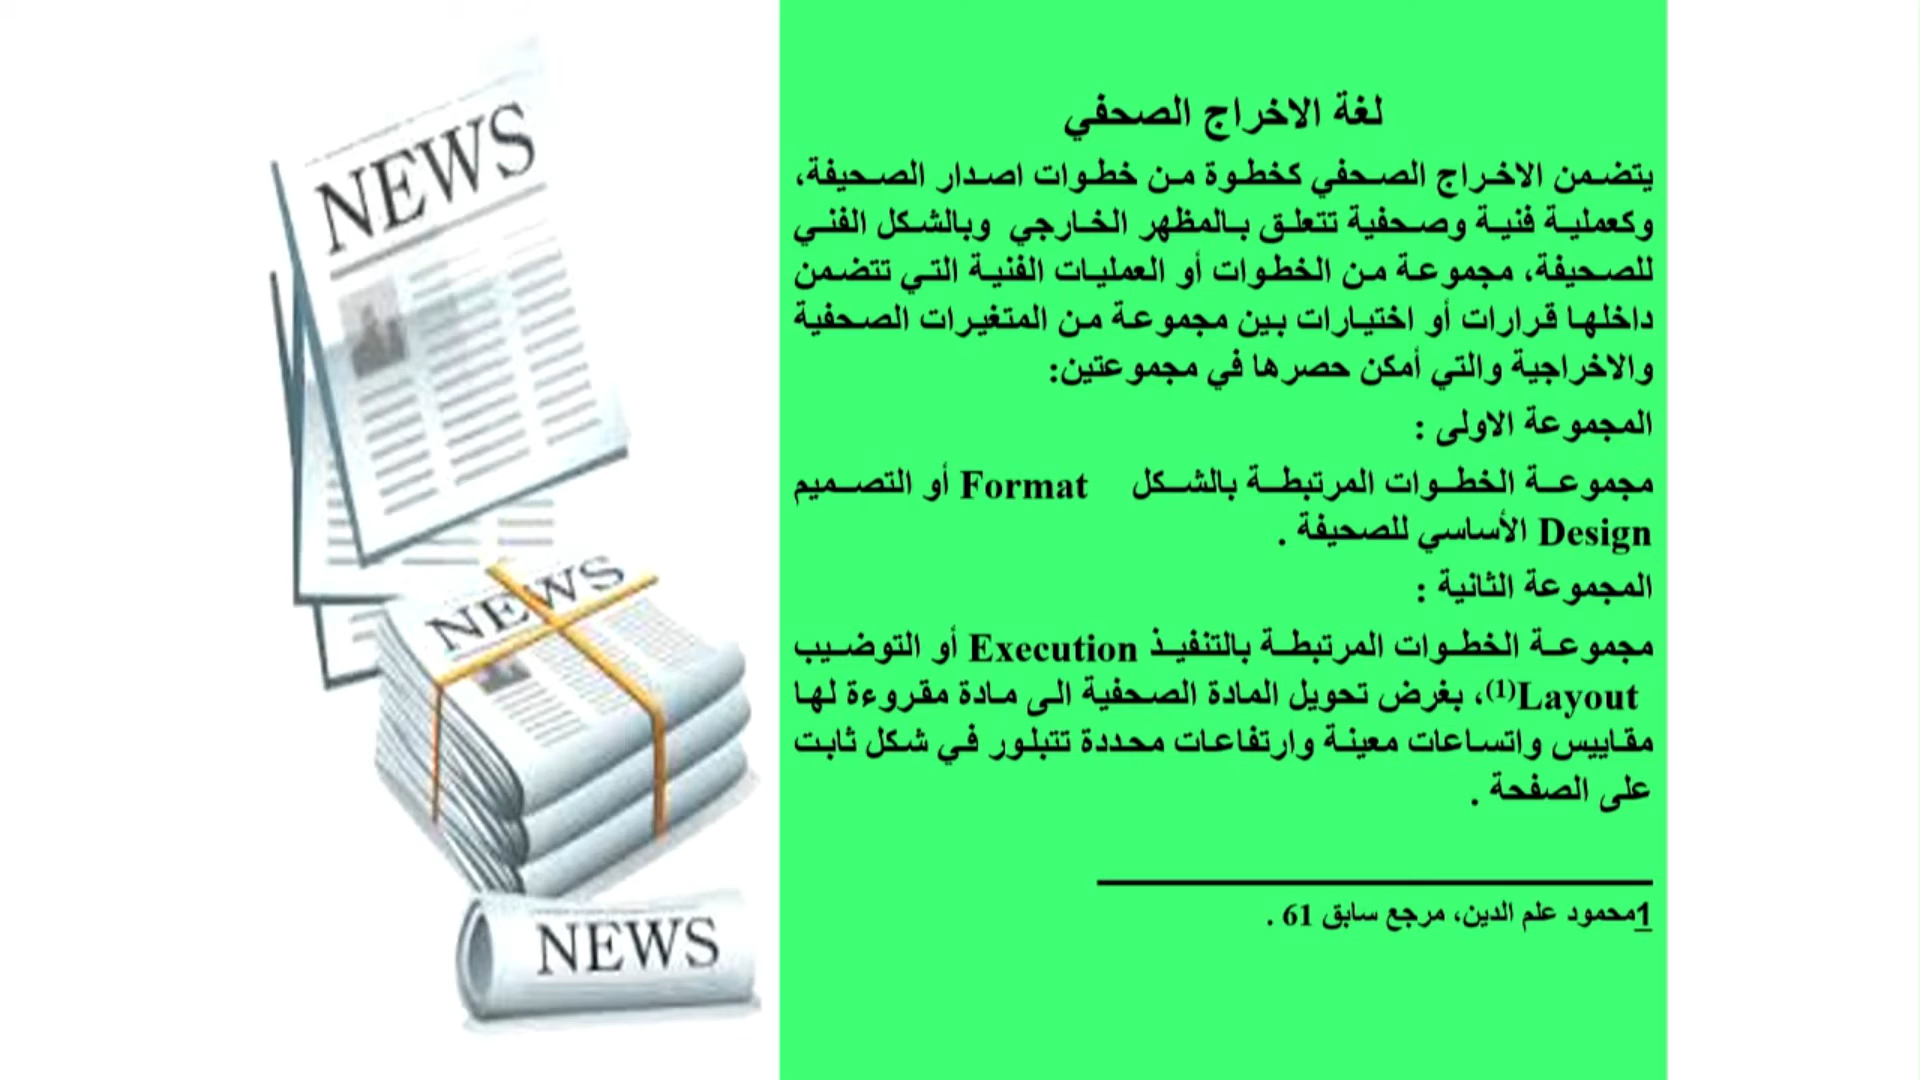 NEWS
NEWS
NEWS
لغة الاخراج الصحفي
يتضمن الاخراج الصحفي كخطوة من خطوات اصدار الصحيفة،
وكعملية فنية وصحفية تتعلق بالمظهر الخارجي وبالشكل الفني
للصحيفة، مجموعة من الخطوات أو العمليات الفنية التي تتضمن
داخلها قرارات أو اختيارات بين مجموعة من المتغيرات الصحفية
والاخراجية والتي أمكن حصرها في مجموعتين:
المجموعة الاولى :
مجموعة الخطوات المرتبطة بالشكل Format أو التصميم
Design الأساسي للصحيفة .
المجموعة الثانية :
مجموعة الخطوات المرتبطة بالتنفيذ Execution أو التوضيب
Layout(1)، بغرض تحويل المادة الصحفية الى مادة مقروءة لها
مقاييس واتساعات معينة وارتفاعات محددة تتبلور في شكل ثابت
على الصفحة .
1محمود علم الدين، مرجع سابق 61 .